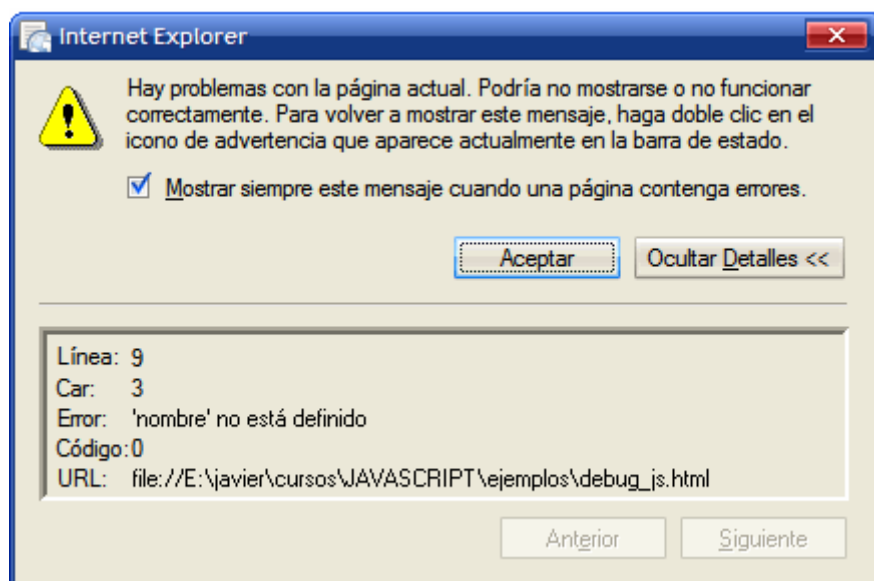 Internet Explorer
Hay problemas con la página actual. Podría no mostrarse o no funcionar
correctamente. Para volver a mostrar este mensaje, haga doble clic en el
icono de advertencia que aparece actualmente en la barra de estado.
Mostrar siempre este mensaje cuando una página contenga errores.
Aceptar Ocultar Detalles <<
Línea: 9
Car: 3
Error: 'nombre' no está definido
Código:0
URL: file://E:\javier\cursos\JAVASCRIPT\ejemplos\debug_js.html
Anterior Siguiente